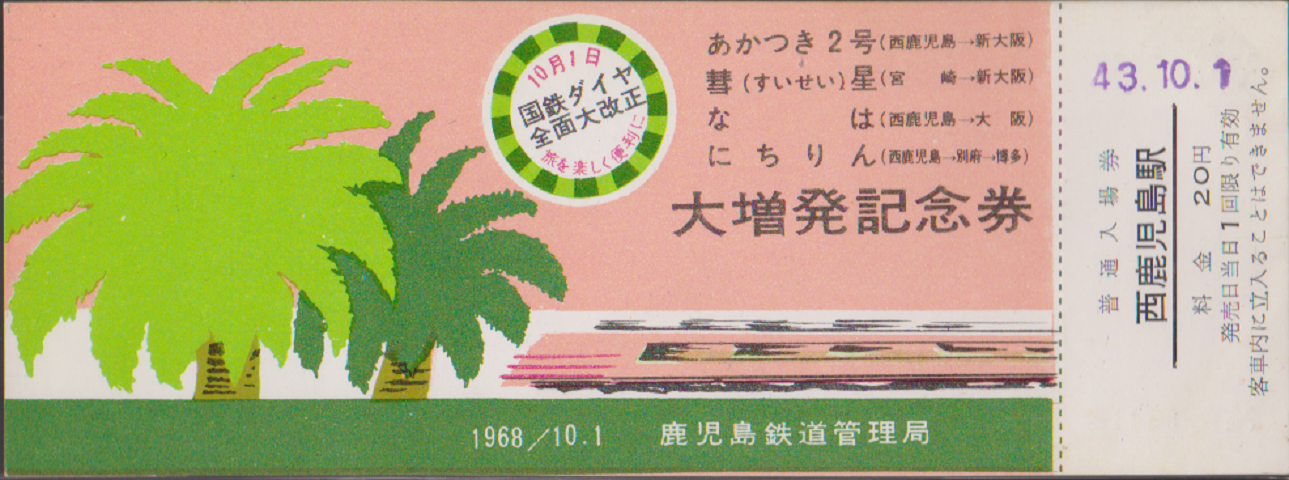 10月1日
国鉄ダイヤ
全面大改正
旅を楽しく便利に
あかつき2号(西鹿児島→新大阪)
彗(すいせい)星(宮 崎→新大阪)
な は(西鹿児島→大 阪)
にちりん(西鹿児島→別府→博多)
大増発記念券
1968/10.1 鹿児島鉄道管理局
43.10.1
普通入場券
西鹿児島駅
料金 20円
発売日当日1回限り有効
客車内に立入ることはできません。